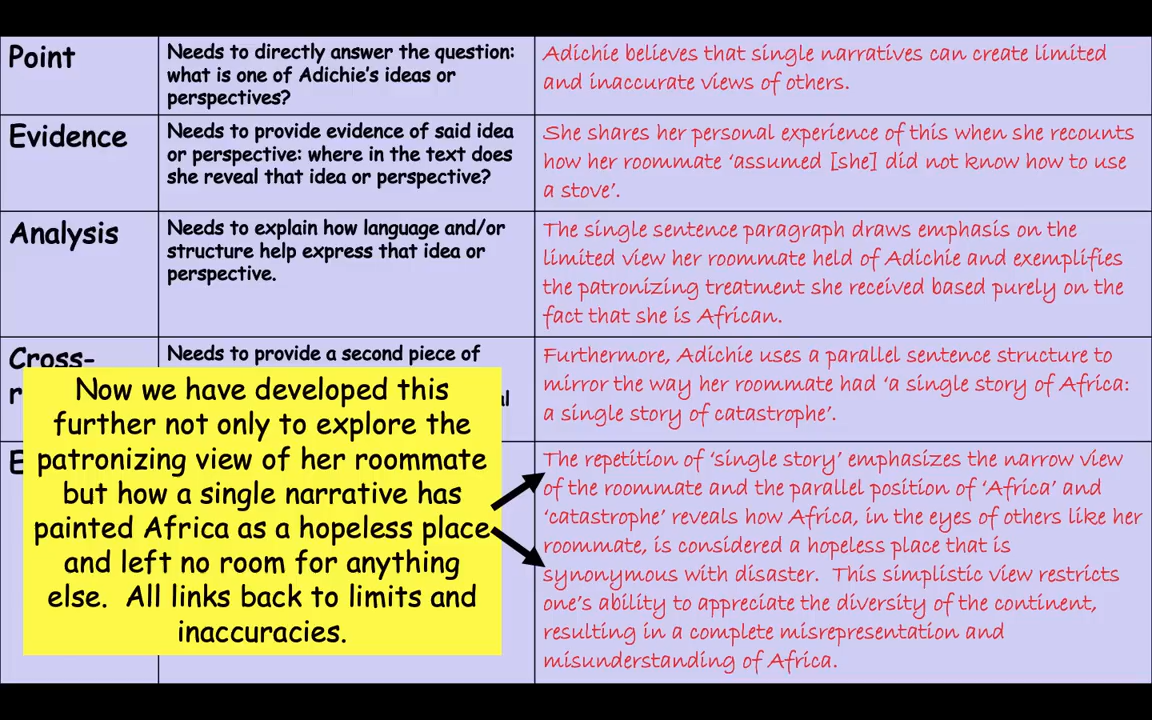 Point
Needs to directly answer the question:
what is one of Adichie's ideas or
perspectives?
Adichie believes that single narratives can create limited
and inaccurate views of others.
Evidence
Needs to provide evidence of said idea
or perspective: where in the text does
she reveal that idea or perspective?
She shares her personal experience of this when she recounts
how her roommate 'assumed [she] did not know how to use
a stove'.
Analysis
Needs to explain how language and/or
structure help express that idea or
perspective.
The single sentence paragraph draws emphasis on the
limited view her roommate held of Adichie and exemplifies
the patronizing treatment she received based purely on the
fact that she is African.
Cross-
Needs to provide a second piece of
Furthermore, Adichie uses a parallel sentence structure to
mirror the way her roommate had 'a single story of Africa:
a single story of catastrophe'.
Now we have developed this
further not only to explore the
patronizing view of her roommate
but how a single narrative has
painted Africa as a hopeless place
and left no room for anything
else.  All links back to limits and
inaccuracies.
The repetition of 'single story' emphasizes the narrow view
of the roommate and the parallel position of 'Africa' and
'catastrophe' reveals how Africa, in the eyes of others like her
roommate, is considered a hopeless place that is
synonymous with disaster.  This simplistic view restricts
one's ability to appreciate the diversity of the continent,
resulting in a complete misrepresentation and
misunderstanding of Africa.